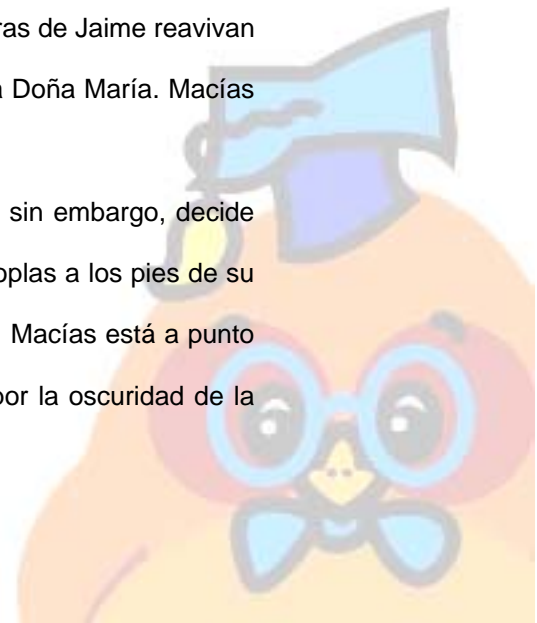 ras de Jaime reavivan
a Doña María. Macías
sin embargo, decide
oplas a los pies de su
Macías está a punto
por la oscuridad de la